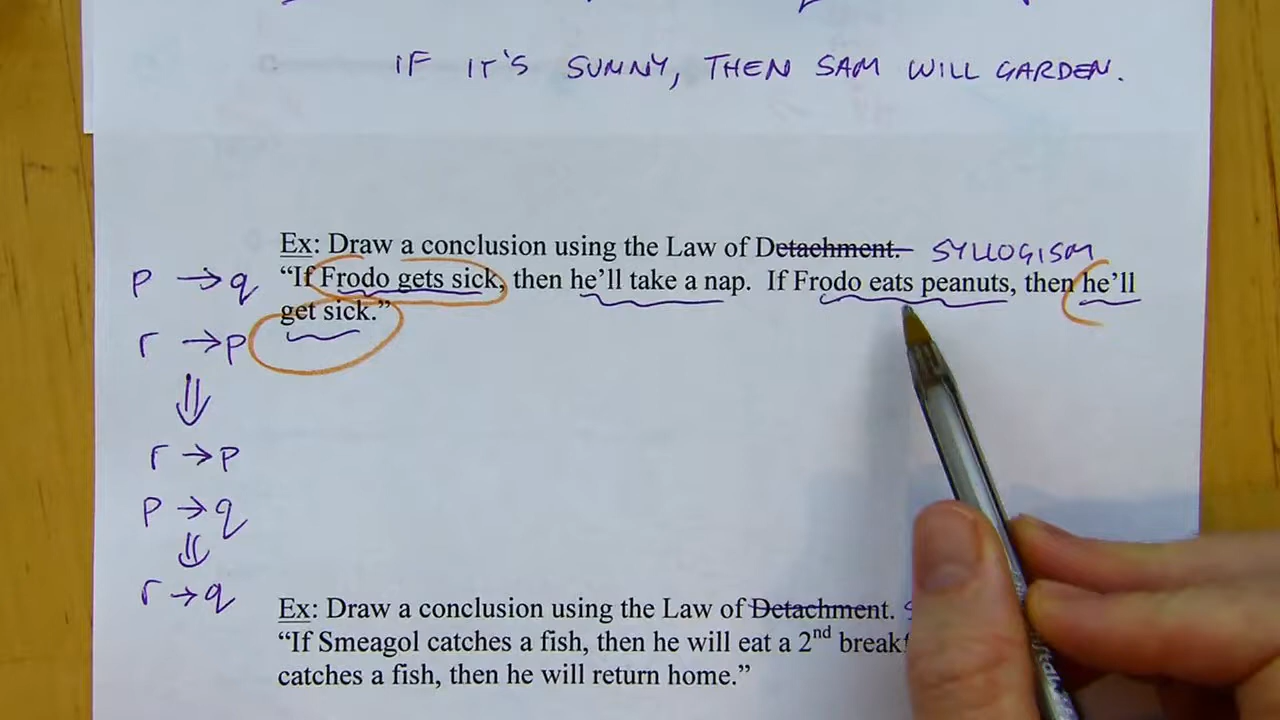 IF IT'S SUNNY, THEN SAM WILL GARDEN.
Ex: Draw a conclusion using the Law of Detachment. SYLLOGISM
p → q "If Frodo gets sick, then he'll take a nap. If Frodo eats peanuts, then he'll
get sick."
r → p
⇓
r → p
p → q
⇓
r → q
Ex: Draw a conclusion using the Law of Detachment.
"If Smeagol catches a fish, then he will eat a 2nd
catches a fish, then he will return home."